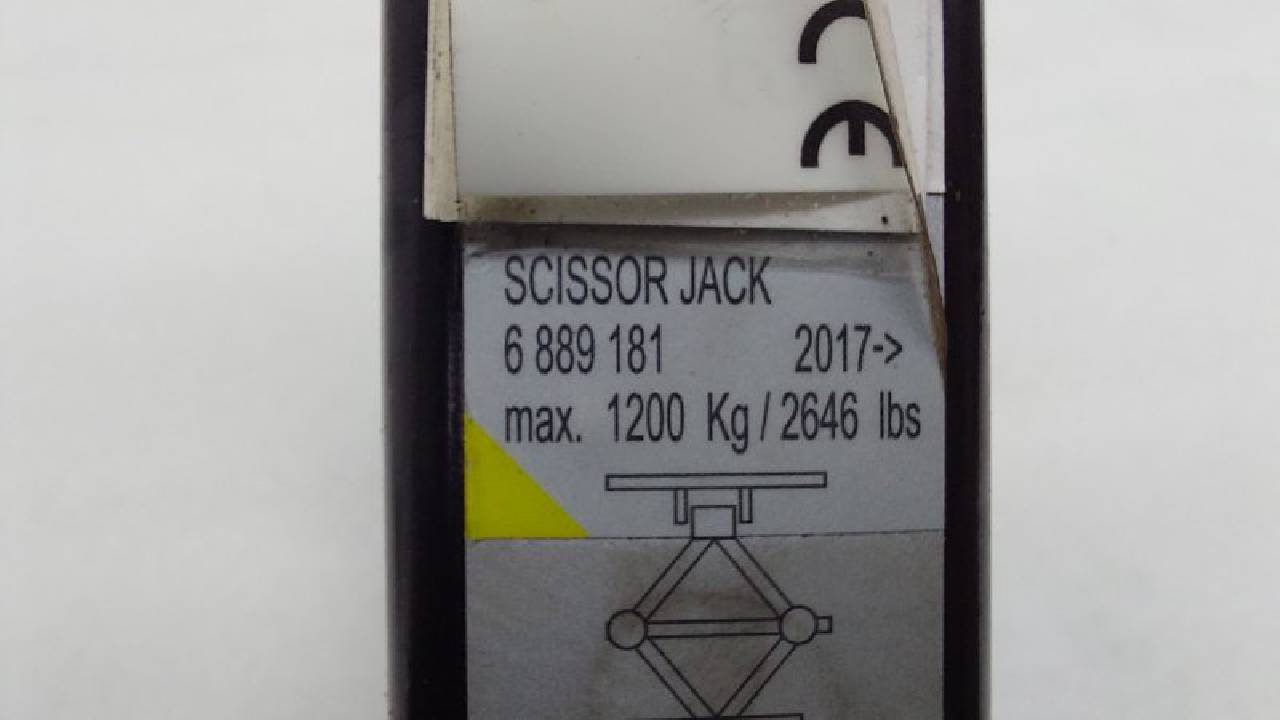 CE
SCISSOR JACK
6 889 181 2017->
max. 1200 Kg / 2646 lbs